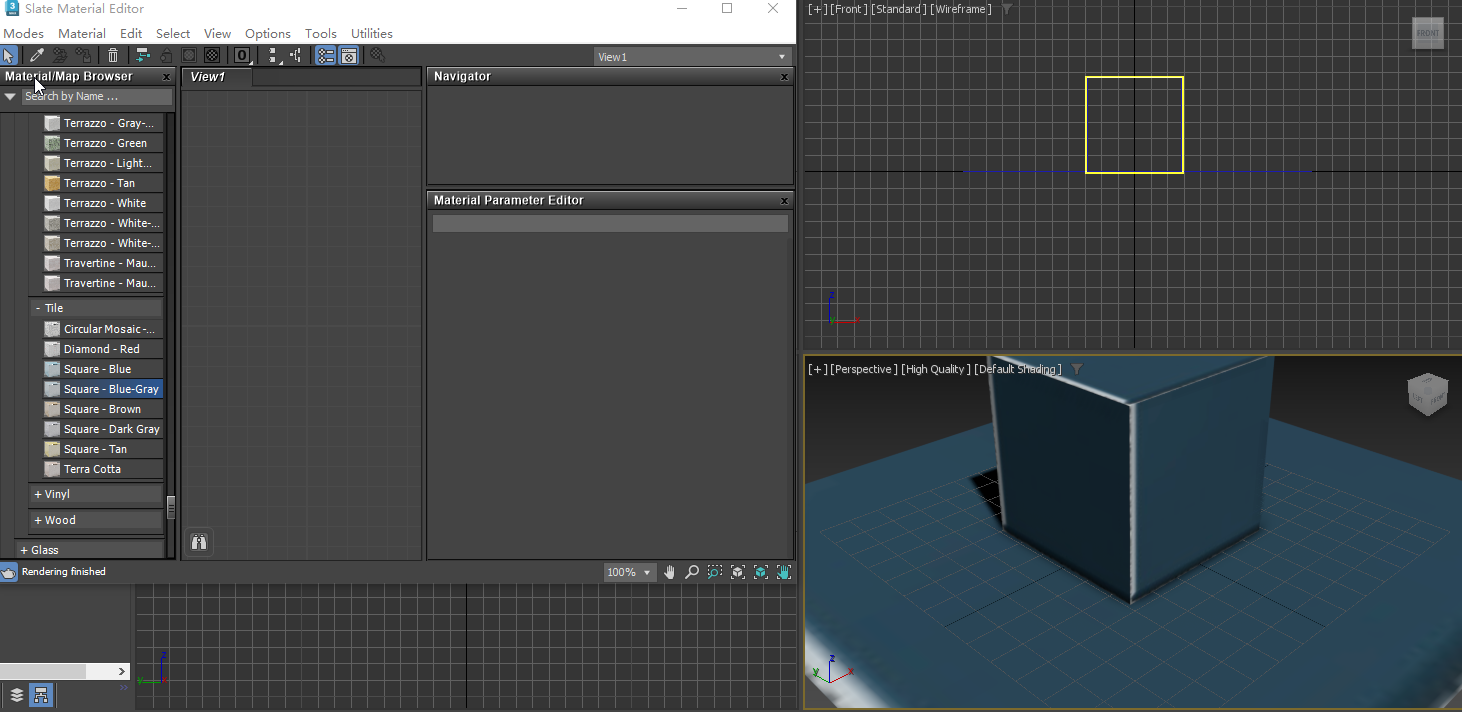 Slate Material Editor
Modes Material Edit Select View Options Tools Utilities
View1
Material/Map Browser
Search by Name ...
Terrazzo - Gray-...
Terrazzo - Green
Terrazzo - Light...
Terrazzo - Tan
Terrazzo - White
Terrazzo - White-...
Terrazzo - White-...
Travertine - Mau...
Travertine - Mau...
- Tile
Circular Mosaic -...
Diamond - Red
Square - Blue
Square - Blue-Gray
Square - Brown
Square - Dark Gray
Square - Tan
Terra Cotta
+ Vinyl
+ Wood
+ Glass
Rendering finished
View1
Navigator
Material Parameter Editor
100%
[+] [Front] [Standard] [Wireframe]
FRONT
z
x
y
[+] [Perspective] [High Quality] [Default Shading]
FRONT
z
y
x
z
y